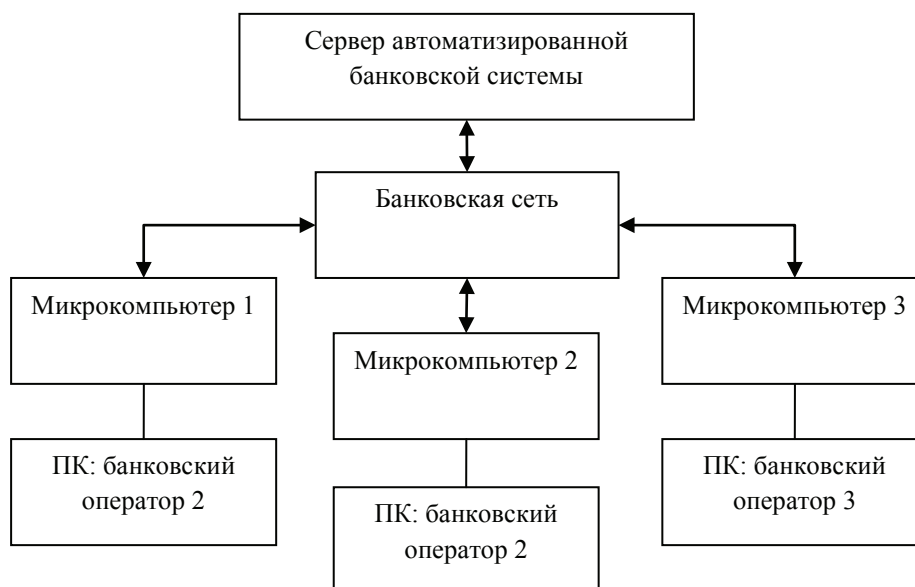 Сервер автоматизированной
банковской системы
Банковская сеть
Микрокомпьютер 1
Микрокомпьютер 2
Микрокомпьютер 3
ПК: банковский
оператор 2
ПК: банковский
оператор 2
ПК: банковский
оператор 3